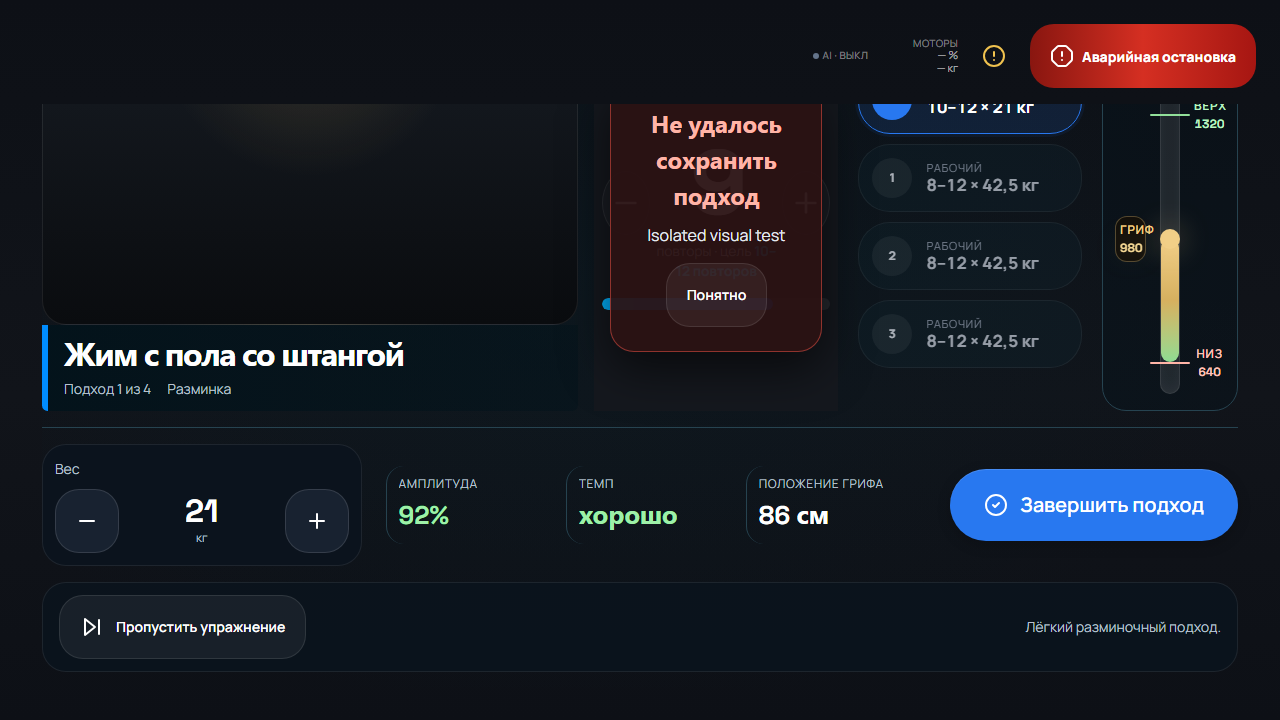 AI · ВЫКЛ
МОТОРЫ
— %
— кг
Аварийная остановка
Не удалось
сохранить
подход
Isolated visual test
Понятно
10–12 × 21 кг
1
РАБОЧИЙ
8–12 × 42,5 кг
2
РАБОЧИЙ
8–12 × 42,5 кг
3
РАБОЧИЙ
8–12 × 42,5 кг
ВЕРХ
1320
ГРИФ
980
НИЗ
640
Жим с пола со штангой
Подход 1 из 4 Разминка
Вес
21
кг
АМПЛИТУДА
92%
ТЕМП
хорошо
ПОЛОЖЕНИЕ ГРИФА
86 см
Завершить подход
Пропустить упражнение
Лёгкий разминочный подход.